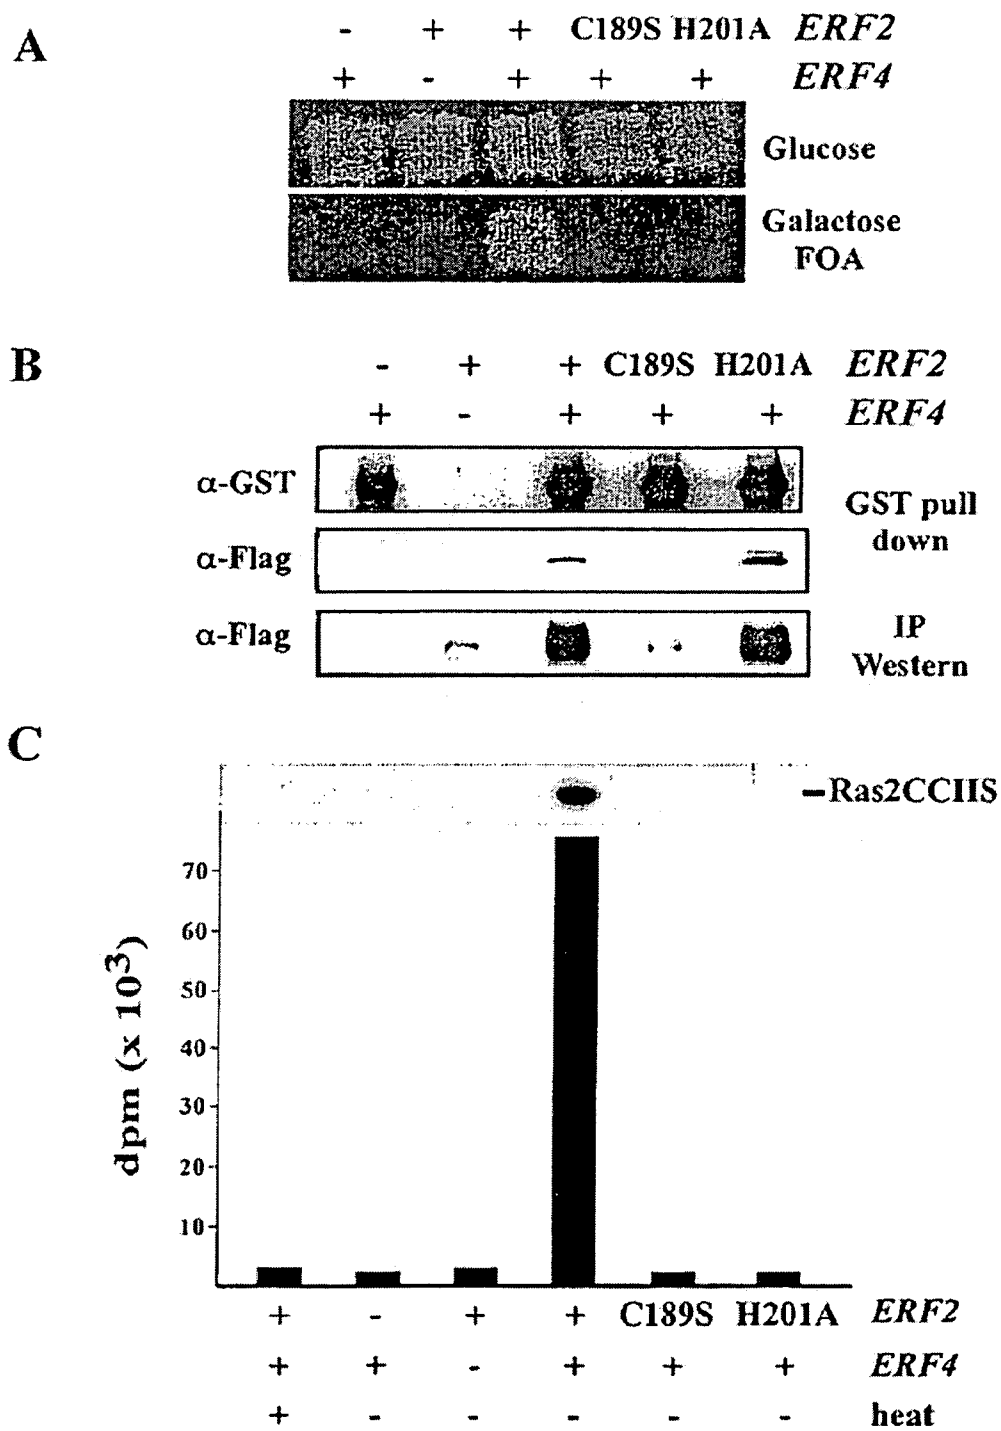 A
- + + C189S H201A ERF2
+ - + + + ERF4
Glucose
Galactose
FOA
B
- + + C189S H201A ERF2
+ - + + + ERF4
α-GST
GST pull
down
α-Flag
α-Flag
IP
Western
C
Ras2CCIIS
70
60
50
40
30
20
10
dpm (x 10³)
+ - + + C189S H201A ERF2
+ + - + + + ERF4
+ - - - - - heat